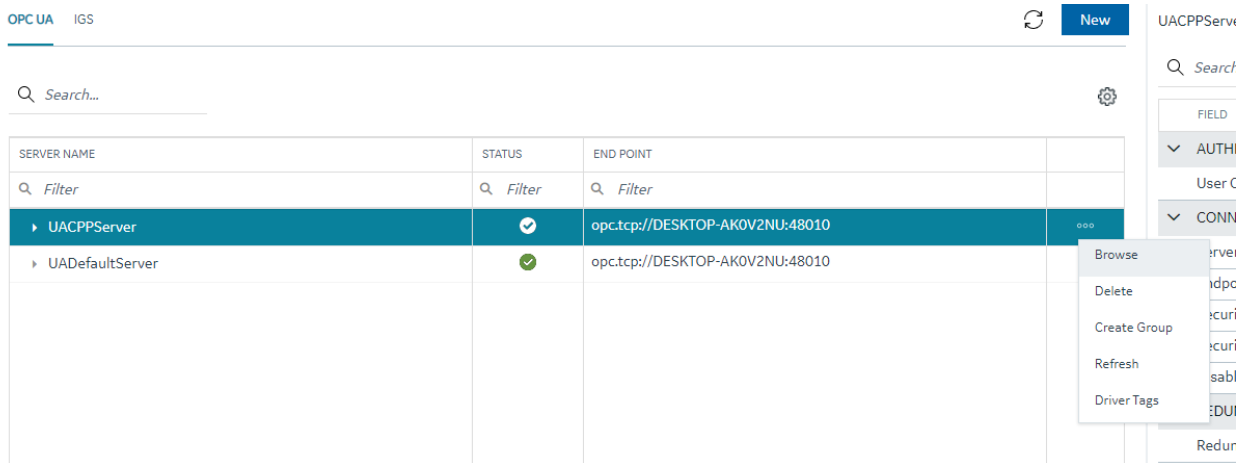 OPC UA IGS New UACPPServe
Search... Search
FIELD
SERVER NAME STATUS END POINT AUTH
Filter Filter Filter User C
UACPPServer opc.tcp://DESKTOP-AK0V2NU:48010 CONN
Browse erver
UADefaultServer opc.tcp://DESKTOP-AK0V2NU:48010
Delete ecuri
Create Group ecuri
Refresh sabl
Driver Tags EDUN
Redun